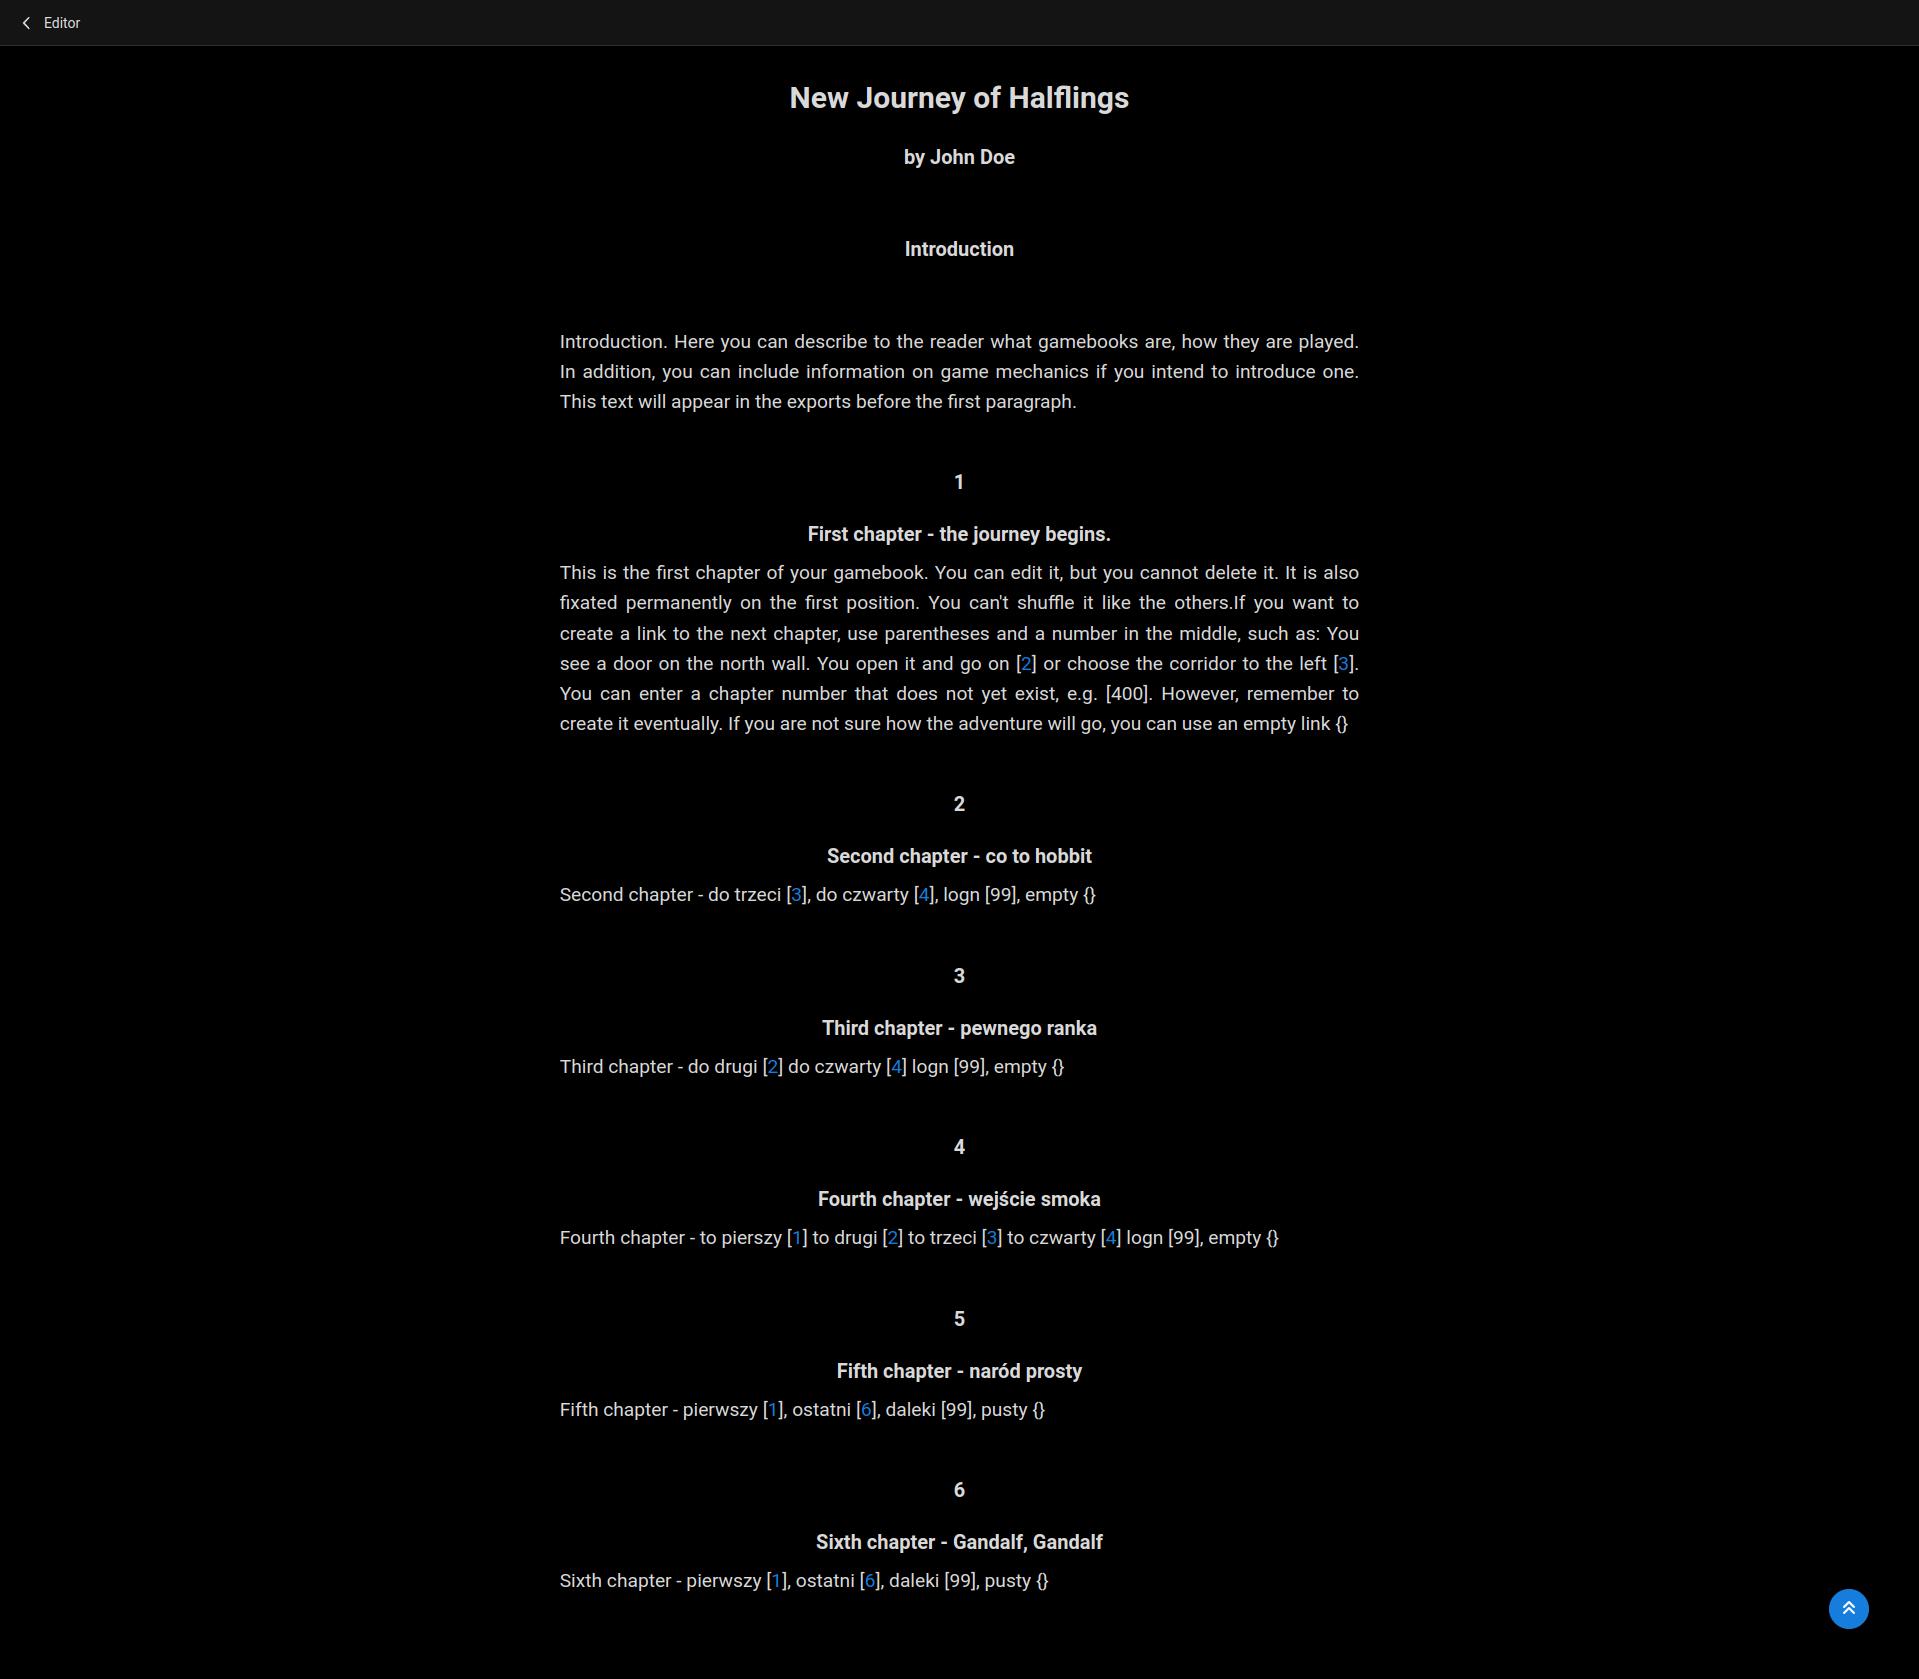 Editor
New Journey of Halflings
by John Doe
Introduction
Introduction. Here you can describe to the reader what gamebooks are, how they are played.
In addition, you can include information on game mechanics if you intend to introduce one.
This text will appear in the exports before the first paragraph.
1
First chapter - the journey begins.
This is the first chapter of your gamebook. You can edit it, but you cannot delete it. It is also
fixated permanently on the first position. You can't shuffle it like the others.If you want to
create a link to the next chapter, use parentheses and a number in the middle, such as: You
see a door on the north wall. You open it and go on [2] or choose the corridor to the left [3].
You can enter a chapter number that does not yet exist, e.g. [400]. However, remember to
create it eventually. If you are not sure how the adventure will go, you can use an empty link {}
2
Second chapter - co to hobbit
Second chapter - do trzeci [3], do czwarty [4], logn [99], empty {}
3
Third chapter - pewnego ranka
Third chapter - do drugi [2] do czwarty [4] logn [99], empty {}
4
Fourth chapter - wejście smoka
Fourth chapter - to pierszy [1] to drugi [2] to trzeci [3] to czwarty [4] logn [99], empty {}
5
Fifth chapter - naród prosty
Fifth chapter - pierwszy [1], ostatni [6], daleki [99], pusty {}
6
Sixth chapter - Gandalf, Gandalf
Sixth chapter - pierwszy [1], ostatni [6], daleki [99], pusty {}